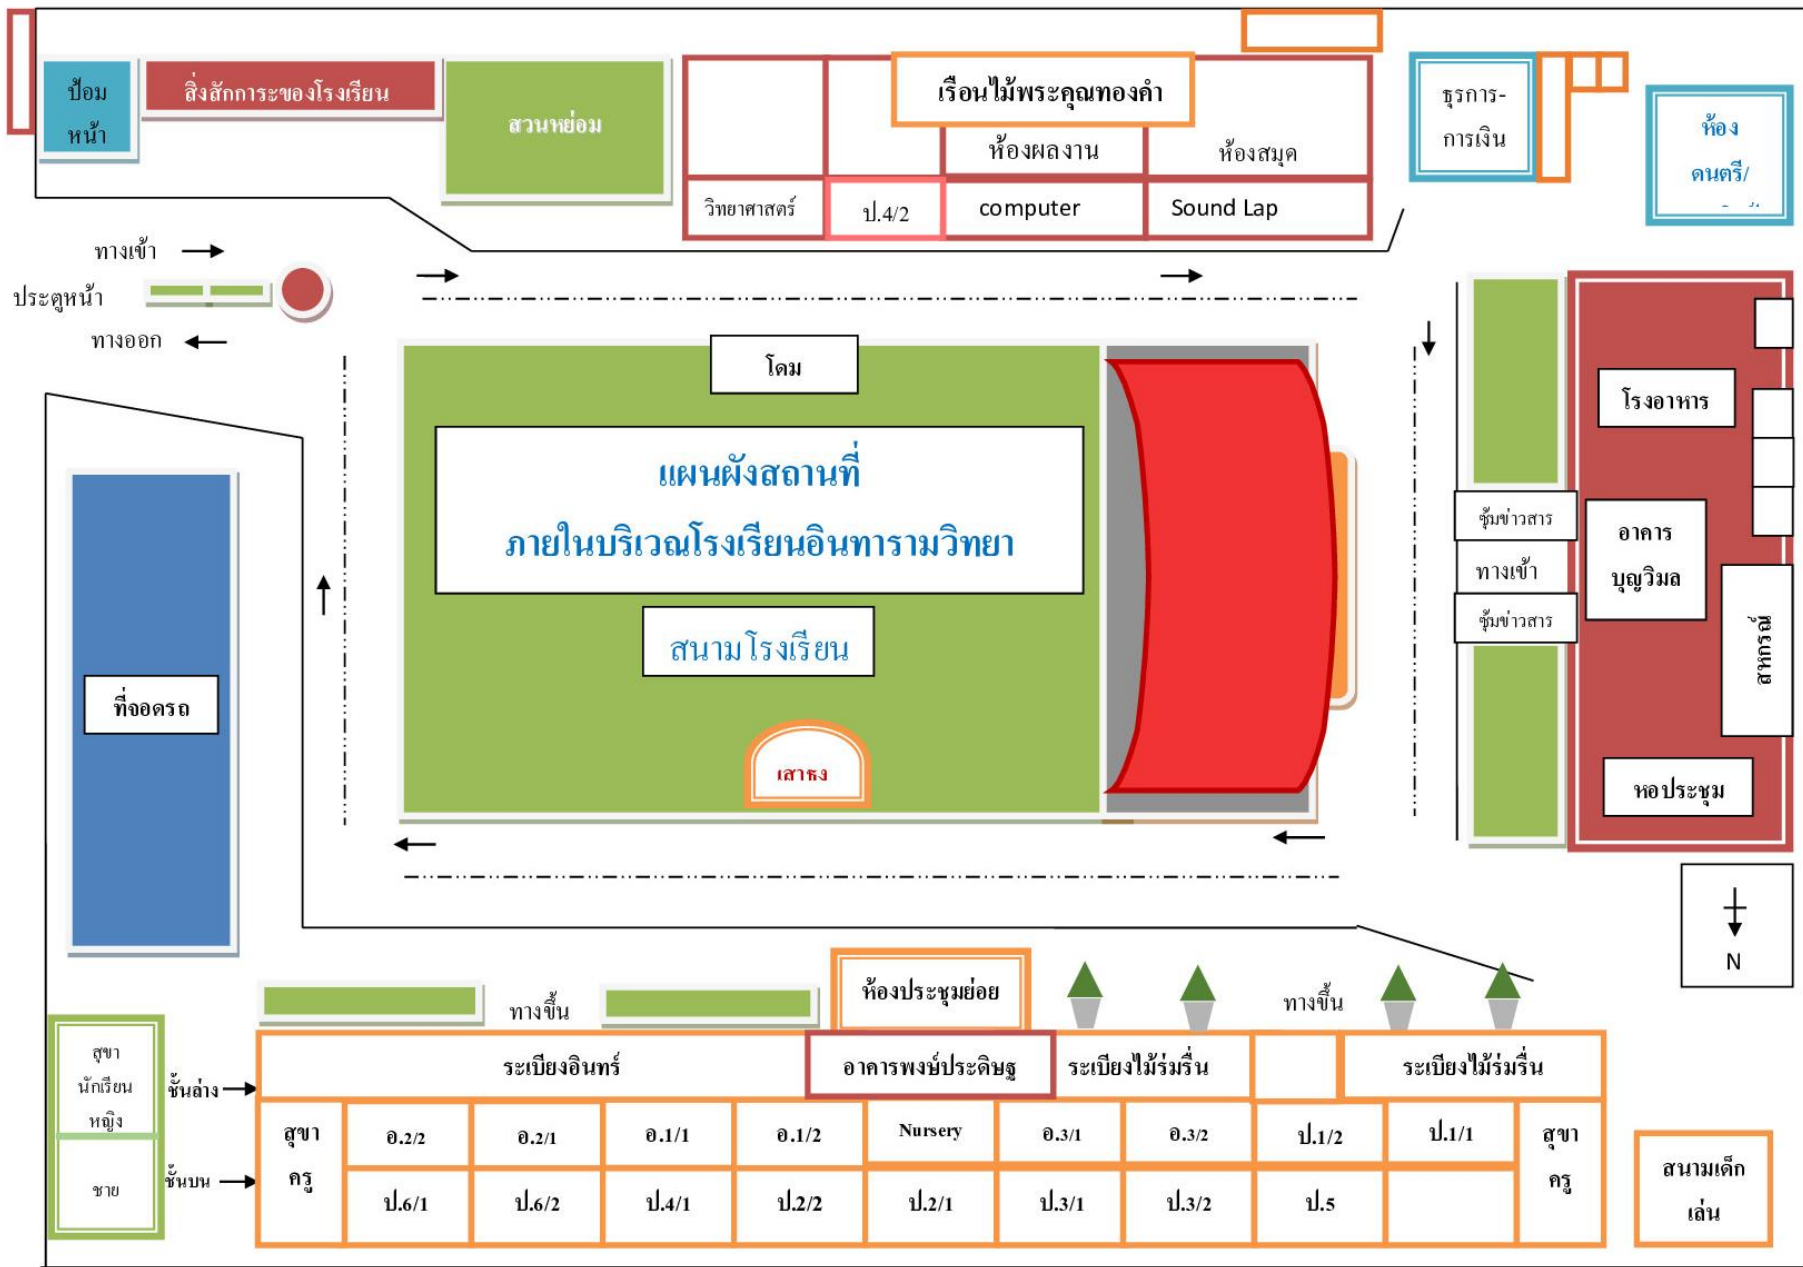 ป้อม
หน้า
สิ่งสักการะของโรงเรียน
สวนหย่อม
เรือนไม้พระคุณทองคำ
ห้องผลงาน
ห้องสมุด
วิทยาศาสตร์
ป.4/2
computer
Sound Lap
ธุรการ-
การเงิน
ห้อง
ดนตรี/
ทางเข้า
ประตูหน้า
ทางออก
โดม
แผนผังสถานที่
ภายในบริเวณโรงเรียนอินทารามวิทยา
สนามโรงเรียน
เสาธง
ที่จอดรถ
โรงอาหาร
ซุ้มข่าวสาร
ทางเข้า
ซุ้มข่าวสาร
อาคาร
บุญวิมล
สหกรณ์
หอประชุม
N
ทางขึ้น
ห้องประชุมย่อย
ทางขึ้น
สุขา
นักเรียน
หญิง
ชาย
ชั้นล่าง
ชั้นบน
ระเบียงอินทร์
อาคารพงษ์ประดิษฐ
ระเบียงไม้ร่มรื่น
ระเบียงไม้ร่มรื่น
สุขา
ครู
อ.2/2
อ.2/1
อ.1/1
อ.1/2
Nursery
อ.3/1
อ.3/2
ป.1/2
ป.1/1
สุขา
ครู
ป.6/1
ป.6/2
ป.4/1
ป.2/2
ป.2/1
ป.3/1
ป.3/2
ป.5
สนามเด็ก
เล่น